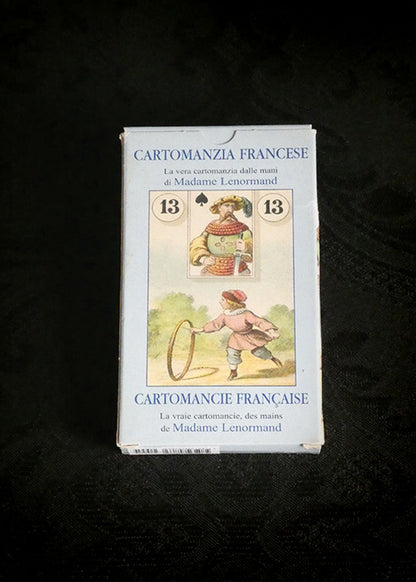 CARTOMANZIA FRANCESE
La vera cartomanzia dalle mani
di Madame Lenormand
13 ♠ 13
CARTOMANCIE FRANÇAISE
La vraie cartomancie, des mains
de Madame Lenormand